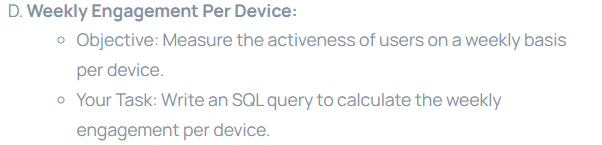 D. Weekly Engagement Per Device:
○ Objective: Measure the activeness of users on a weekly basis
per device.
○ Your Task: Write an SQL query to calculate the weekly
engagement per device.